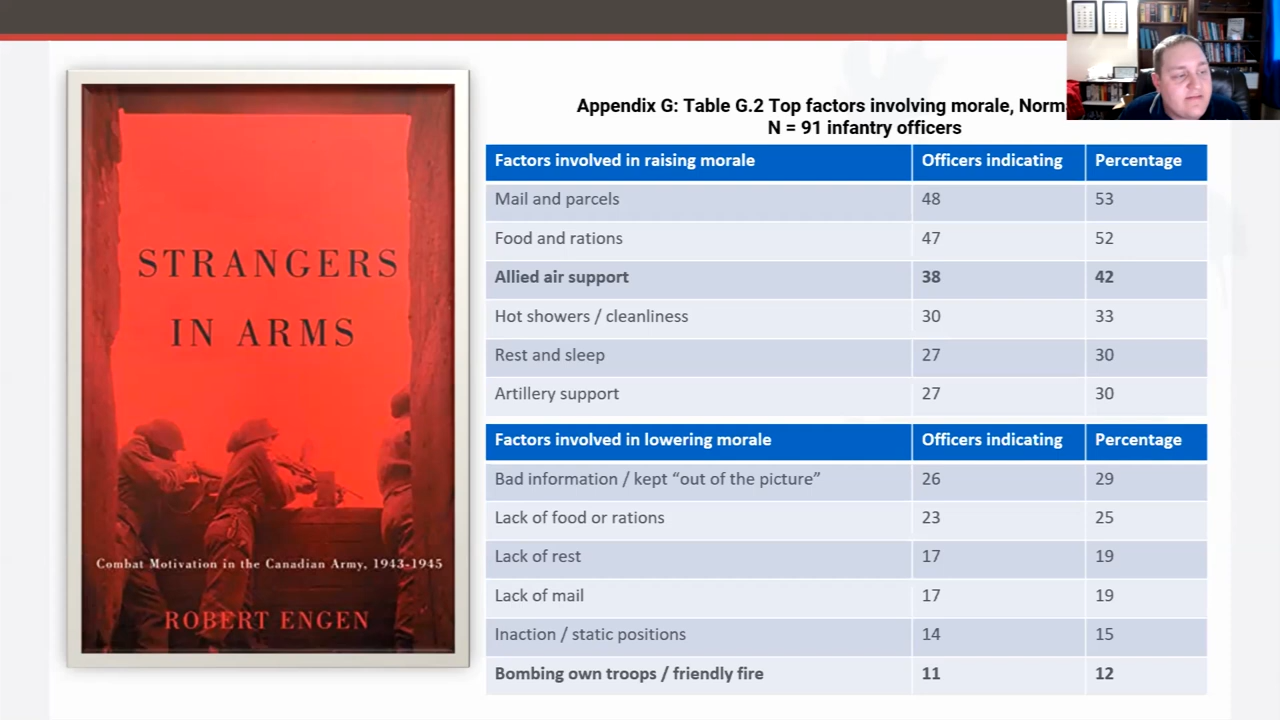 STRANGERS
IN ARMS
Combat Motivation in the Canadian Army, 1943-1945
ROBERT ENGEN
Appendix G: Table G.2 Top factors involving morale,
N = 91 infantry officers
Factors involved in raising morale Officers indicating Percentage
Mail and parcels 48 53
Food and rations 47 52
Allied air support 38 42
Hot showers / cleanliness 30 33
Rest and sleep 27 30
Artillery support 27 30
Factors involved in lowering morale Officers indicating Percentage
Bad information / kept “out of the picture” 26 29
Lack of food or rations 23 25
Lack of rest 17 19
Lack of mail 17 19
Inaction / static positions 14 15
Bombing own troops / friendly fire 11 12